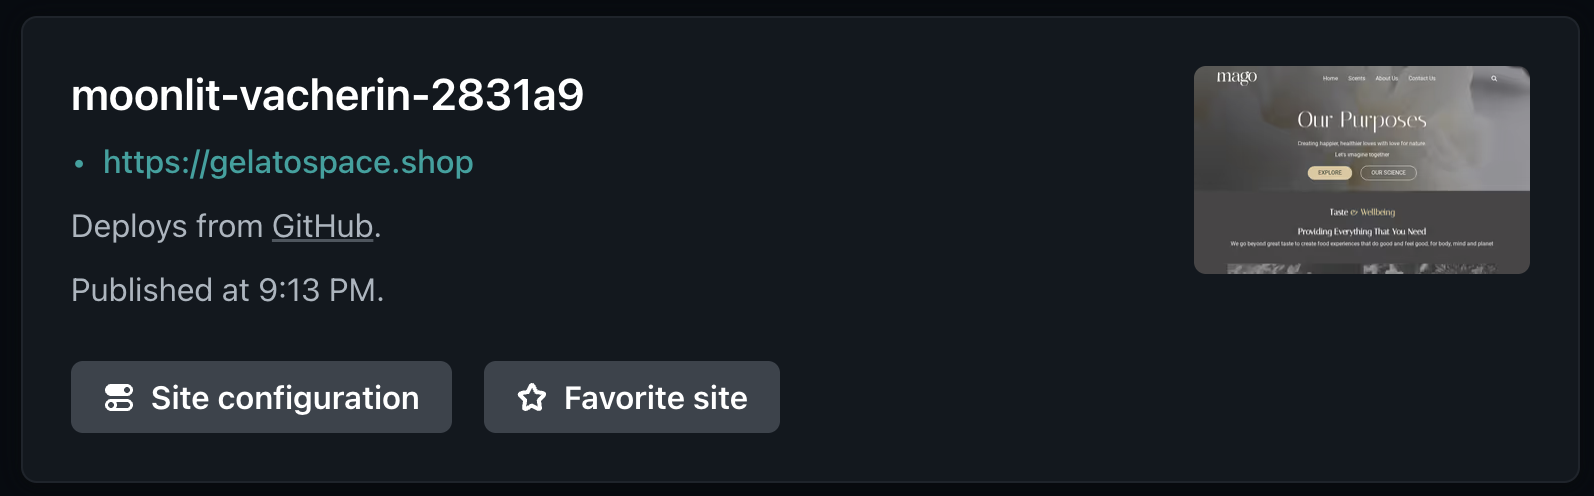 moonlit-vacherin-2831a9
• https://gelatospace.shop
Deploys from GitHub.
Published at 9:13 PM.
Site configuration
Favorite site
mago
Home Scents About Us Contact Us
Our Purposes
Creating happier, healthier loves with love for nature.
Let's emagine together
EXPLORE OUR SCIENCE
Taste & Wellbeing
Providing Everything That You Need
We go beyond great taste to create food experiences that do good and feel good, for body, mind and planet